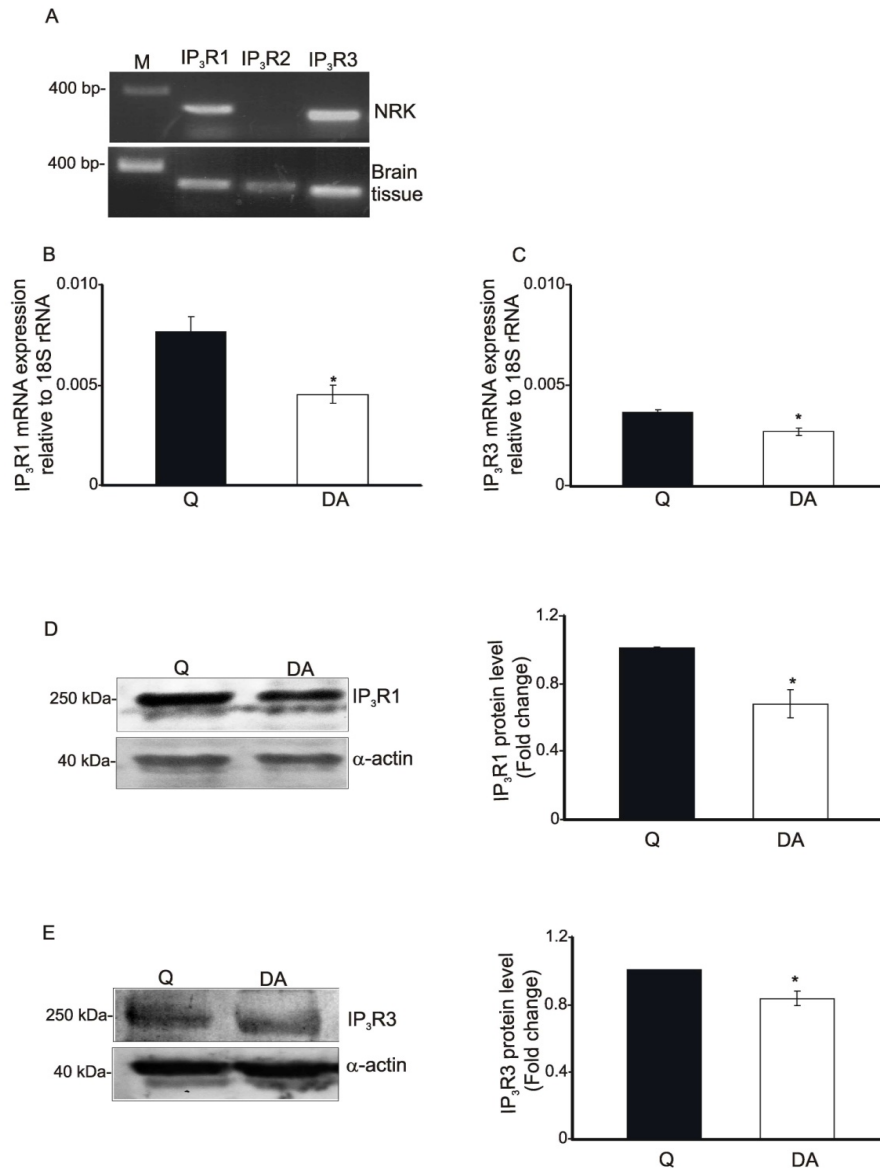 A
M IP₃R1 IP₃R2 IP₃R3
400 bp-
NRK
400 bp-
Brain
tissue
B
IP₃R1 mRNA expression
relative to 18S rRNA
0.010
0.005
0
*
Q DA
C
IP₃R3 mRNA expression
relative to 18S rRNA
0.010
0.005
0
*
Q DA
D
Q DA
250 kDa-
IP₃R1
40 kDa-
α-actin
IP₃R1 protein level
(Fold change)
1.2
0.8
0.4
0
*
Q DA
E
Q DA
250 kDa-
IP₃R3
40 kDa-
α-actin
IP₃R3 protein level
(Fold change)
1.2
0.8
0.4
0
*
Q DA